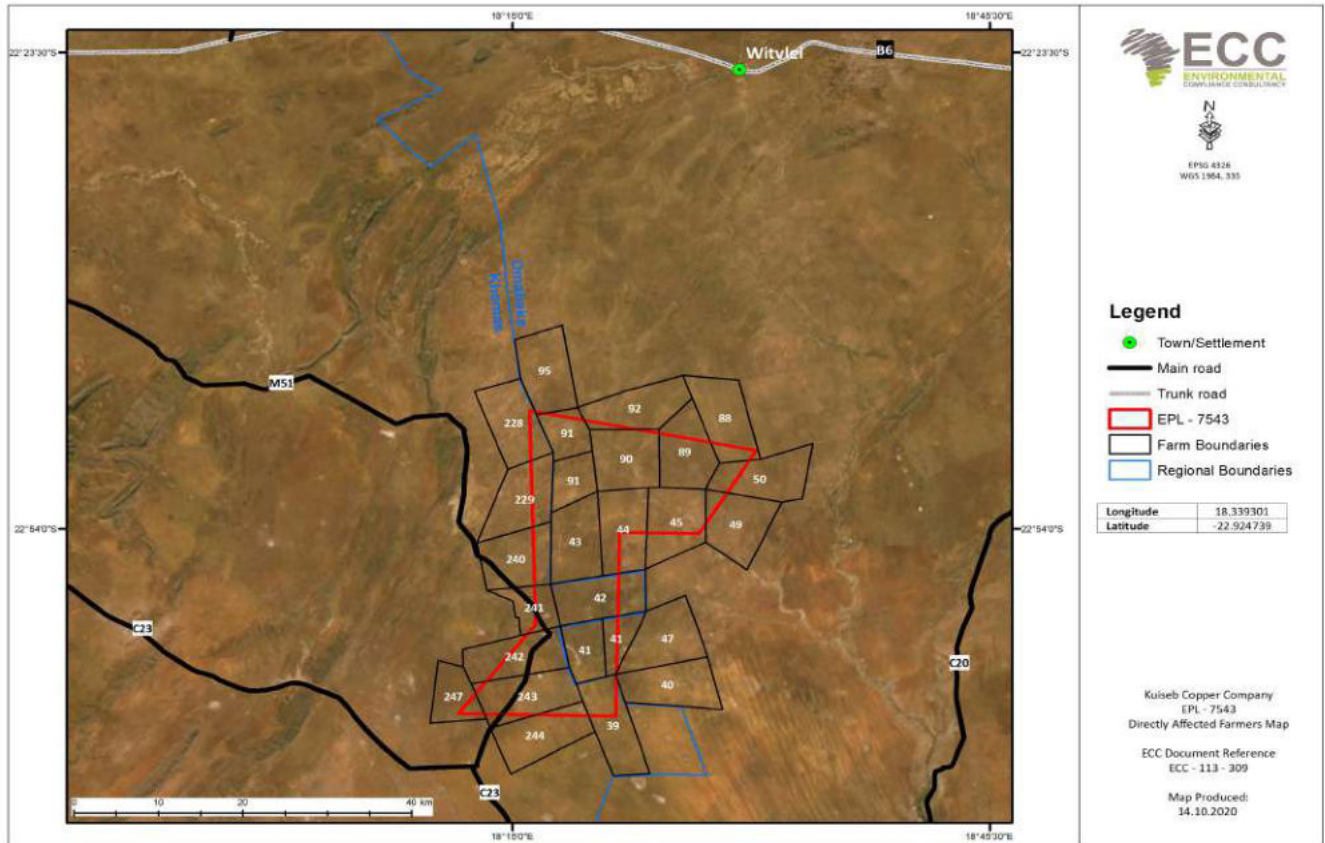 18°15'0"E
18°45'30"E
22°23'30"S
22°23'30"S
Witvlei
B6
Omaheke
Khomas
M51
95
92
88
228
91
90
89
50
91
229
44
45
49
22°54'0"S
22°54'0"S
43
240
42
241
C23
41
41
47
242
C20
247
243
40
39
244
C23
0
10
20
40 km
18°15'0"E
18°45'30"E
ECC
ENVIRONMENTAL
COMPLIANCE CONSULTANCY
N
EPSG 4326
WGS 1984, 33S
Legend
Town/Settlement
Main road
Trunk road
EPL - 7543
Farm Boundaries
Regional Boundaries
Longitude 18.339301
Latitude -22.924739
Kuiseb Copper Company
EPL - 7543
Directly Affected Farmers Map
ECC Document Reference
ECC - 113 - 309
Map Produced:
14.10.2020